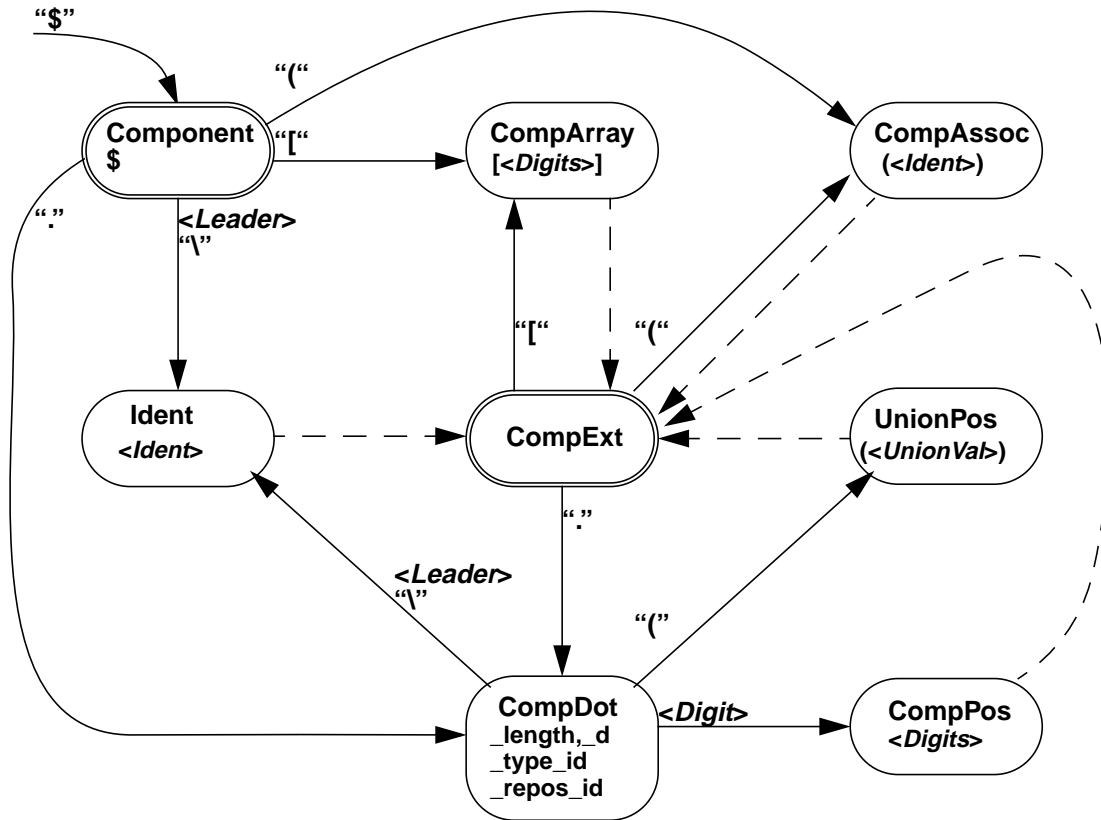 “$”
“(“
Component
$
“[“
CompArray
[<Digits>]
CompAssoc
(<Ident>)
“.”
<Leader>
“\”
“[“
“(“
Ident
<Ident>
CompExt
UnionPos
(<UnionVal>)
“.”
<Leader>
“\”
“(”
CompDot
_length,_d
_type_id
_repos_id
<Digit>
CompPos
<Digits>